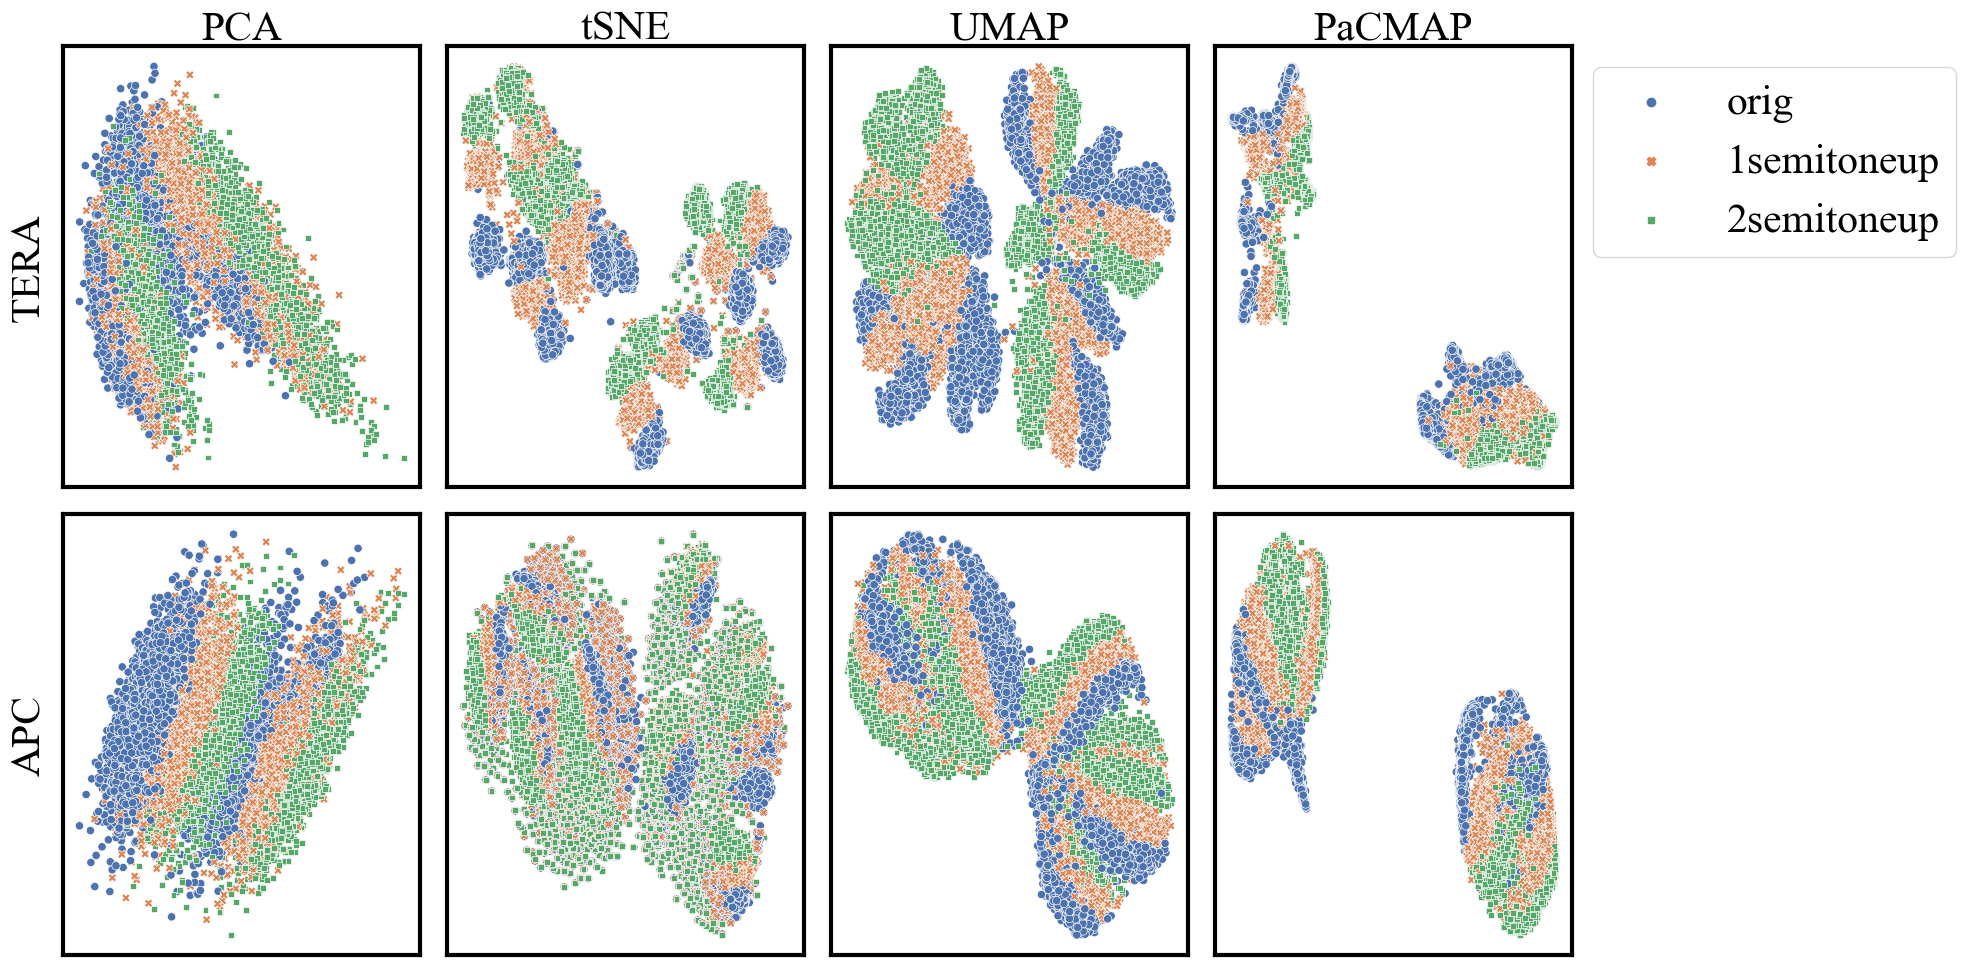 PCA
tSNE
UMAP
PaCMAP
orig
1semitoneup
2semitoneup
TERA
APC